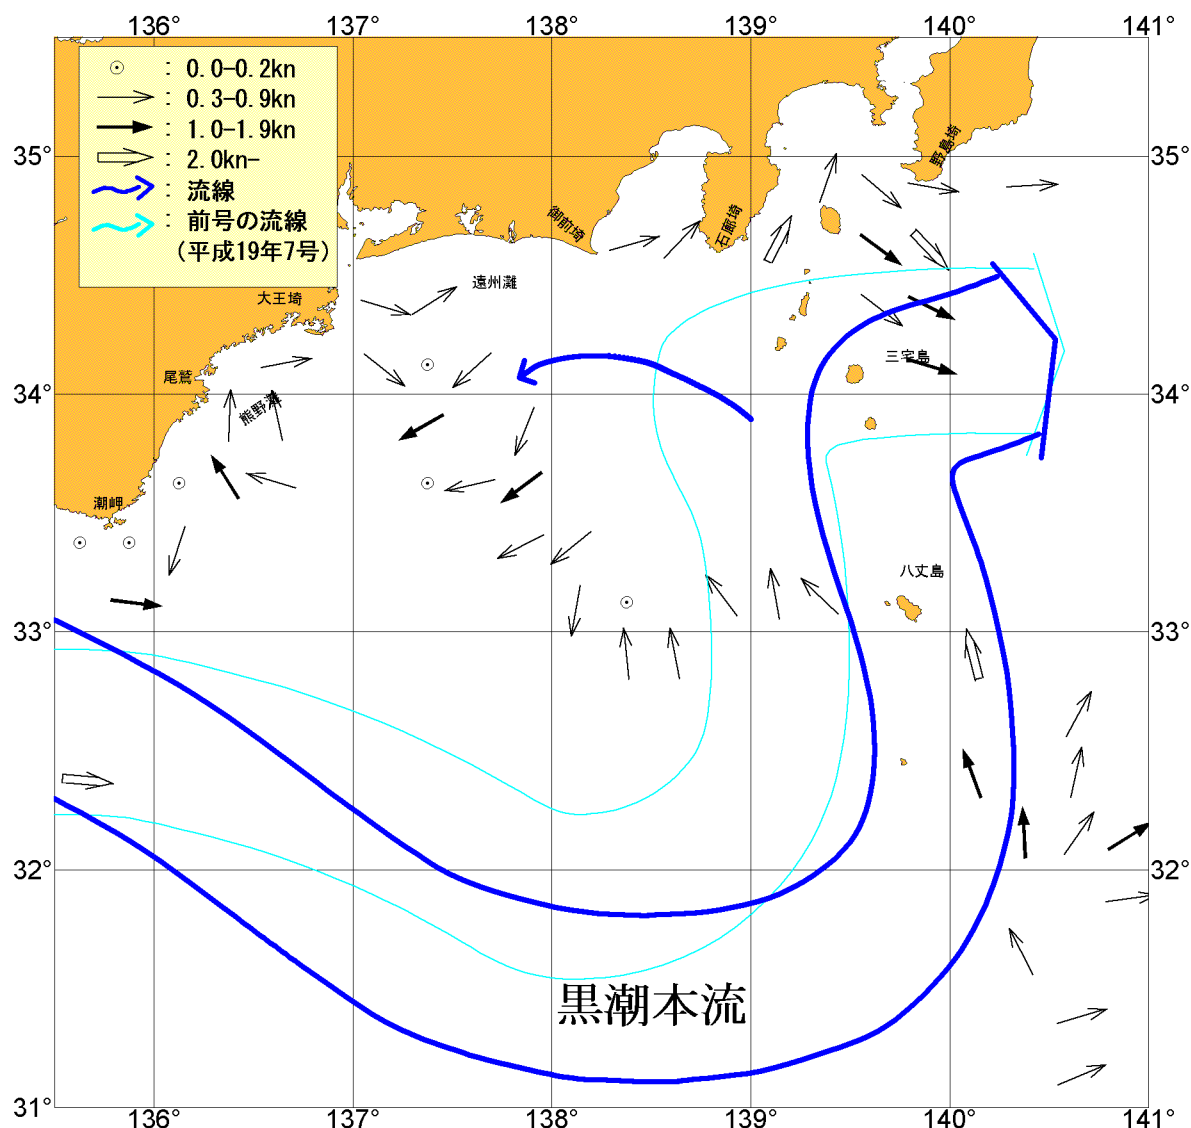 136° 137° 138° 139° 140° 141°
: 0.0-0.2kn
: 0.3-0.9kn
: 1.0-1.9kn
: 2.0kn-
: 流線
: 前号の流線
(平成19年7号)
35° 35°
野島埼
御前埼
石廊埼
遠州灘
大王埼
三宅島
尾鷲
34° 34°
熊野灘
潮岬
八丈島
33° 33°
32° 32°
黒潮本流
31° 31°
136° 137° 138° 139° 140° 141°